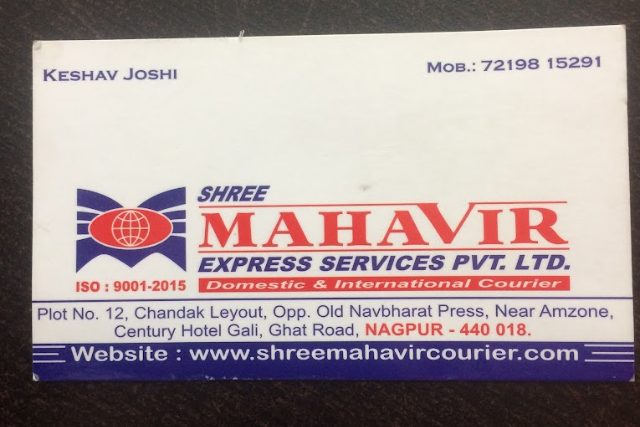 KESHAV JOSHI
MOB.: 72198 15291
SHREE
MAHAVIR
EXPRESS SERVICES PVT. LTD.
ISO : 9001-2015
Domestic & International Courier
Plot No. 12, Chandak Leyout, Opp. Old Navbharat Press, Near Amzone,
Century Hotel Gali, Ghat Road, NAGPUR - 440 018.
Website : www.shreemahavircourier.com